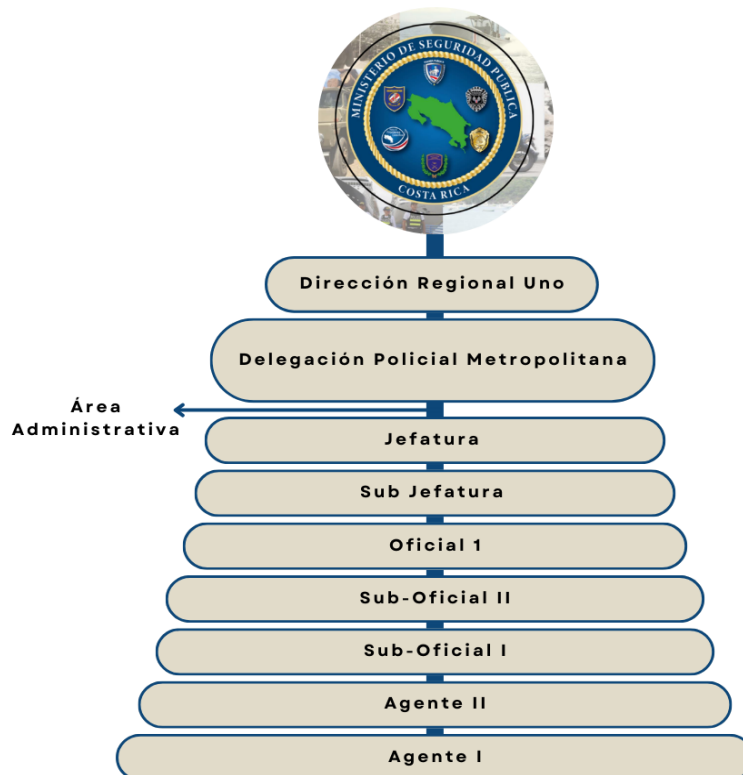 MINISTERIO DE SEGURIDAD PUBLICA
COSTA RICA
Dirección Regional Uno
Delegación Policial Metropolitana
Área
Administrativa
Jefatura
Sub Jefatura
Oficial 1
Sub-Oficial II
Sub-Oficial I
Agente II
Agente I